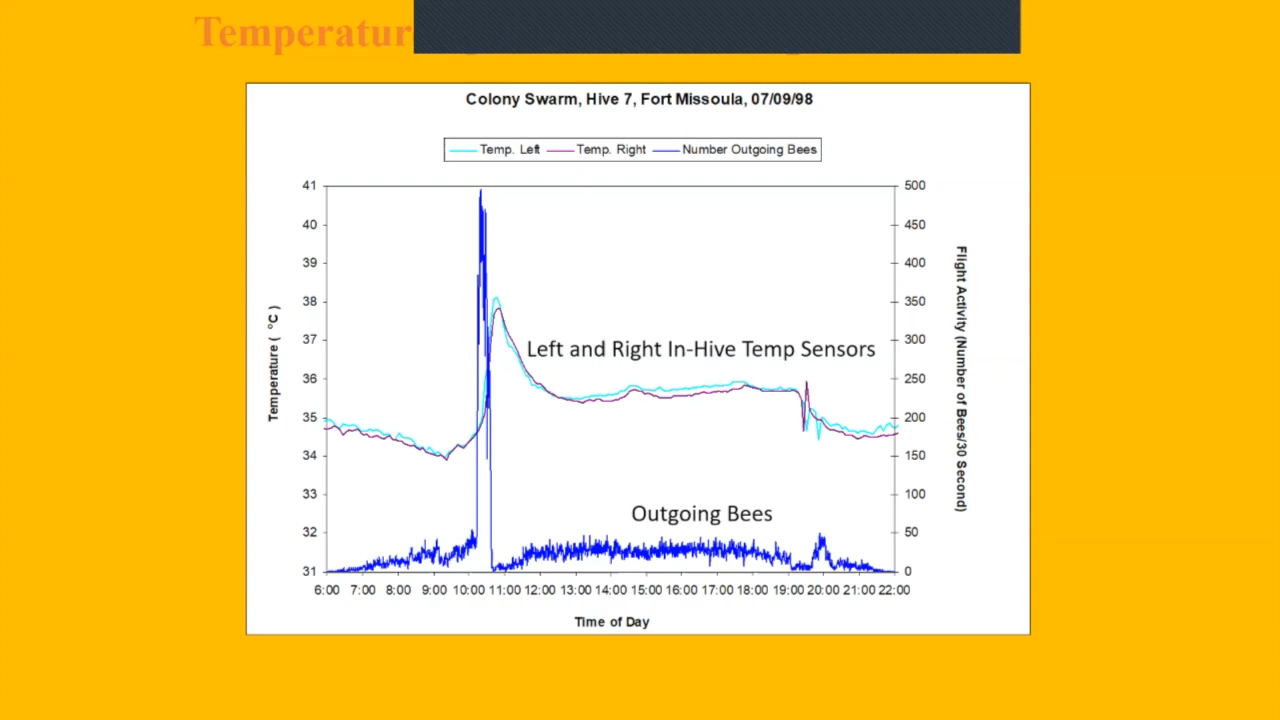 Temperatur
Colony Swarm, Hive 7, Fort Missoula, 07/09/98
Temp. Left Temp. Right Number Outgoing Bees
41 500
40 450
39 400
38 350
37 300
Left and Right In-Hive Temp Sensors
36 250
35 200
34 150
33 100
Outgoing Bees
32 50
31 0
Temperature ( °C )
Flight Activity (Number of Bees/30 Second)
6:00 7:00 8:00 9:00 10:00 11:00 12:00 13:00 14:00 15:00 16:00 17:00 18:00 19:00 20:00 21:00 22:00
Time of Day